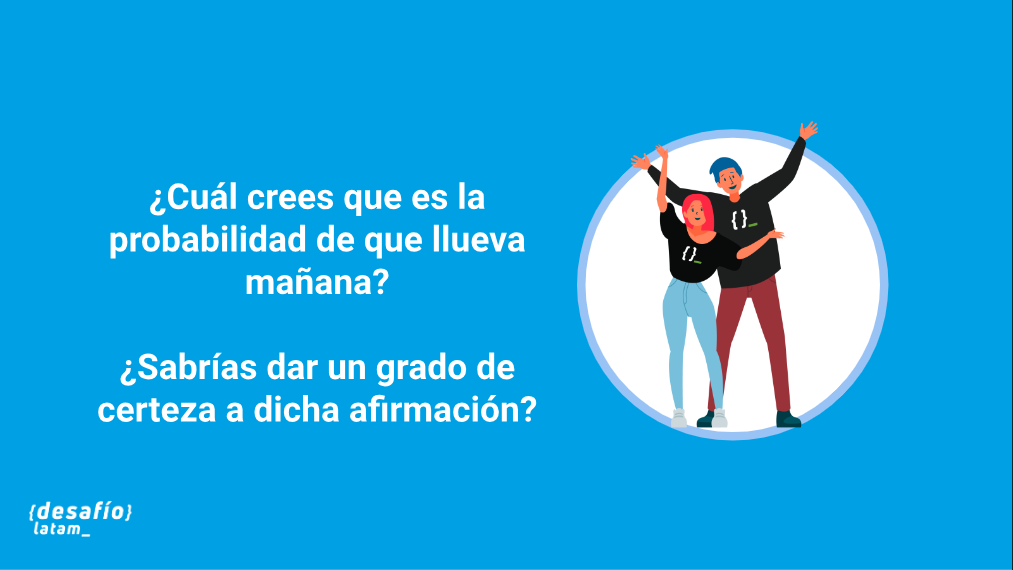 ¿Cuál crees que es la
probabilidad de que llueva
mañana?
¿Sabrías dar un grado de
certeza a dicha afirmación?
{}_
{}_
{desafío}
latam_